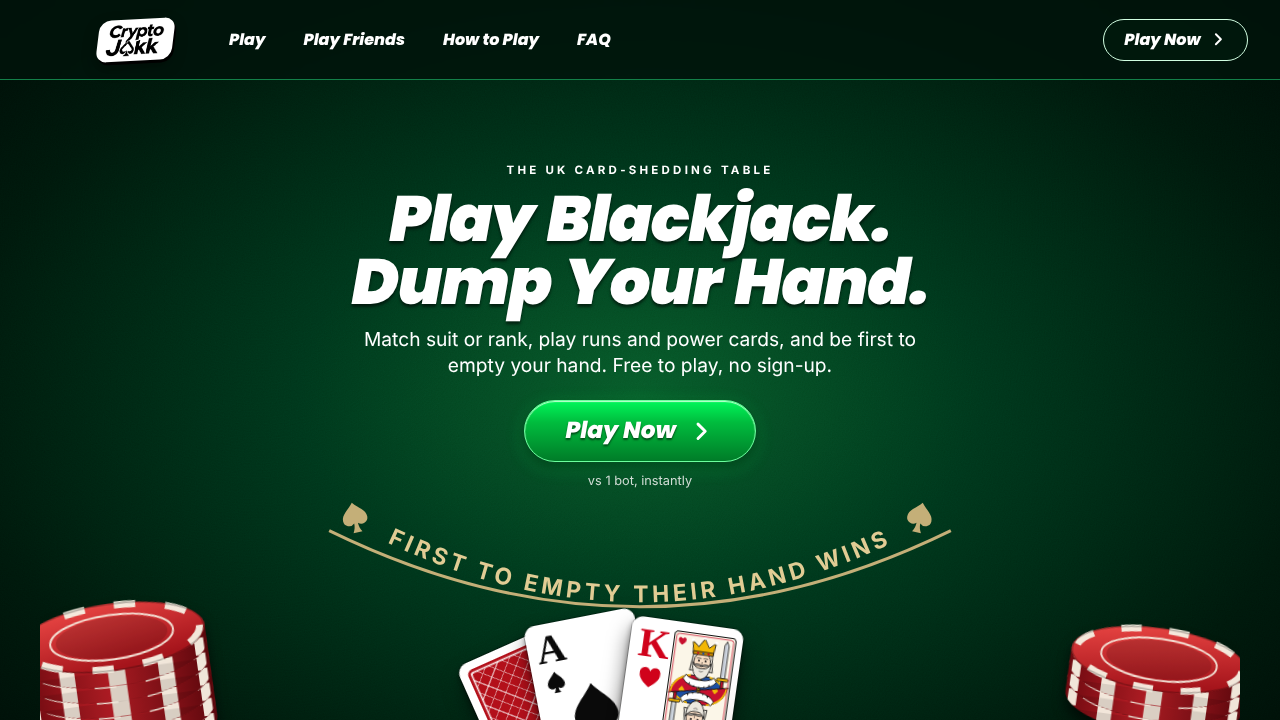 Crypto
Jakk
Play
Play Friends
How to Play
FAQ
Play Now
THE UK CARD-SHEDDING TABLE
Play Blackjack.
Dump Your Hand.
Match suit or rank, play runs and power cards, and be first to
empty your hand. Free to play, no sign-up.
Play Now
vs 1 bot, instantly
FIRST TO EMPTY THEIR HAND WINS
A
K